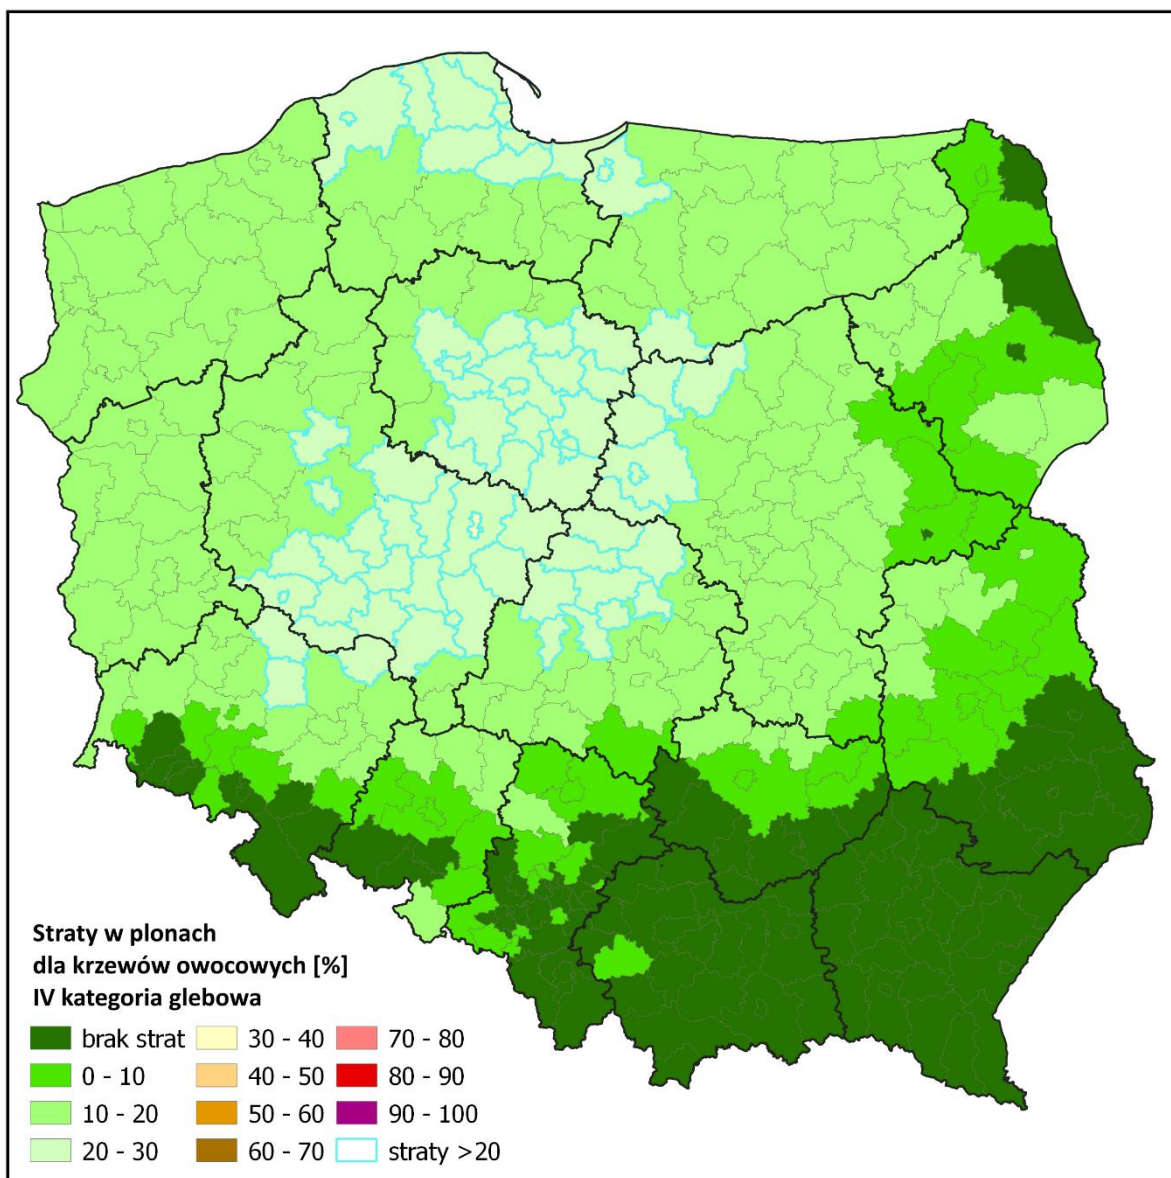 Straty w plonach
dla krzewów owocowych [%]
IV kategoria glebowa
brak strat 30 - 40 70 - 80
0 - 10 40 - 50 80 - 90
10 - 20 50 - 60 90 - 100
20 - 30 60 - 70 straty >20